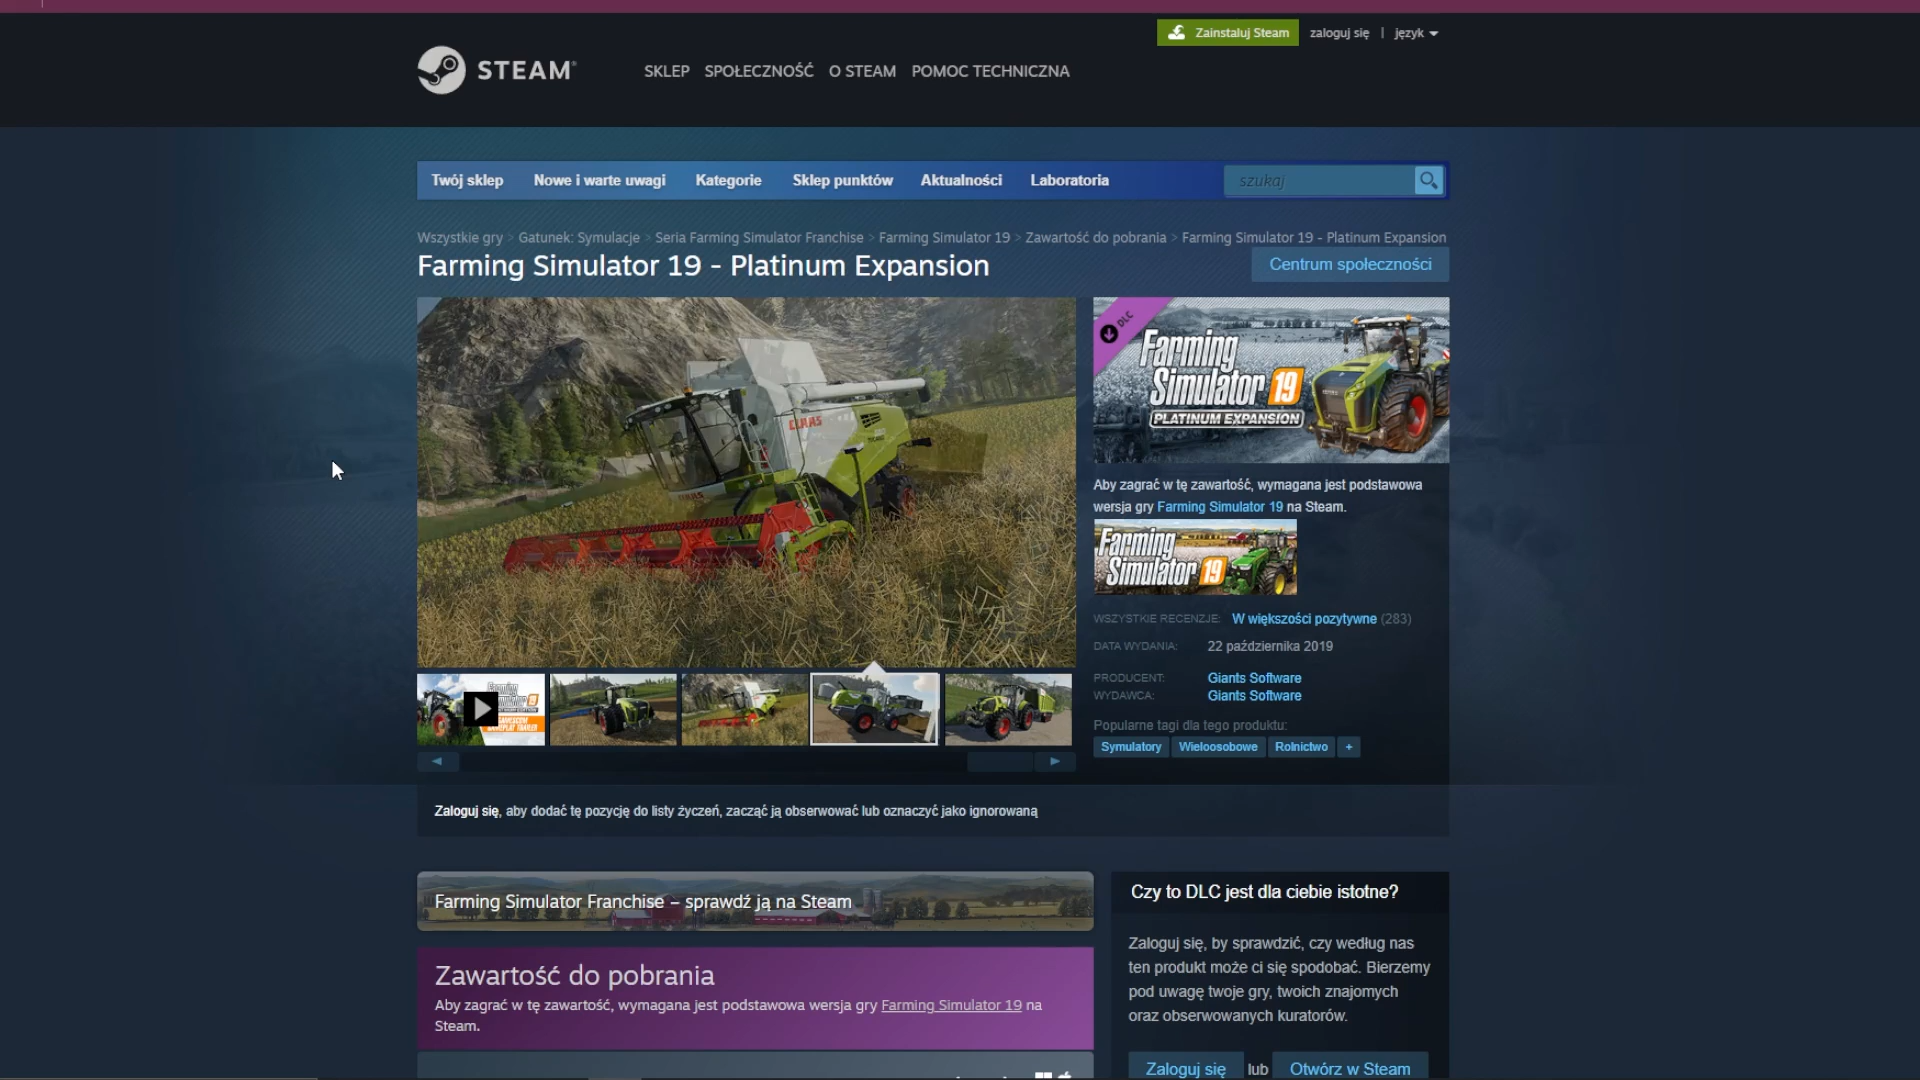 Zainstaluj Steam
zaloguj się | język
STEAM
SKLEP SPOŁECZNOŚĆ O STEAM POMOC TECHNICZNA
Twój sklep Nowe i warte uwagi Kategorie Sklep punktów Aktualności Laboratoria szukaj
Wszystkie gry > Gatunek: Symulacje > Seria Farming Simulator Franchise > Farming Simulator 19 > Zawartość do pobrania > Farming Simulator 19 - Platinum Expansion
Farming Simulator 19 - Platinum Expansion
Centrum społeczności
CLAAS
DLC
Farming
Simulator 19
PLATINUM EXPANSION
Aby zagrać w tę zawartość, wymagana jest podstawowa
wersja gry Farming Simulator 19 na Steam.
Farming
Simulator 19
WSZYSTKIE RECENZJE: W większości pozytywne (283)
DATA WYDANIA: 22 października 2019
PRODUCENT: Giants Software
WYDAWCA: Giants Software
Popularne tagi dla tego produktu:
Symulatory Wieloosobowe Rolnictwo +
Zaloguj się, aby dodać tę pozycję do listy życzeń, zacząć ją obserwować lub oznaczyć jako ignorowaną
Farming Simulator Franchise – sprawdź ją na Steam
Zawartość do pobrania
Aby zagrać w tę zawartość, wymagana jest podstawowa wersja gry Farming Simulator 19 na
Steam.
Czy to DLC jest dla ciebie istotne?
Zaloguj się, by sprawdzić, czy według nas
ten produkt może ci się spodobać. Bierzemy
pod uwagę twoje gry, twoich znajomych
oraz obserwowanych kuratorów.
Zaloguj się lub Otwórz w Steam